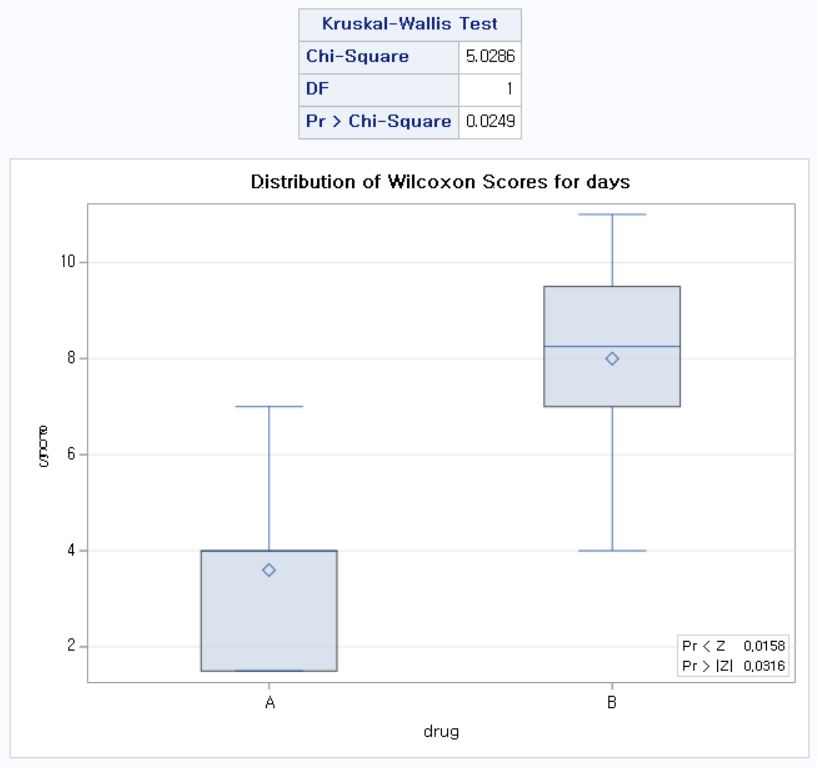 Kruskal-Wallis Test
Chi-Square 5.0286
DF 1
Pr > Chi-Square 0.0249
Distribution of Wilcoxon Scores for days
10
8
6
4
2
Score
A B
drug
Pr < Z 0.0158
Pr > |Z| 0.0316